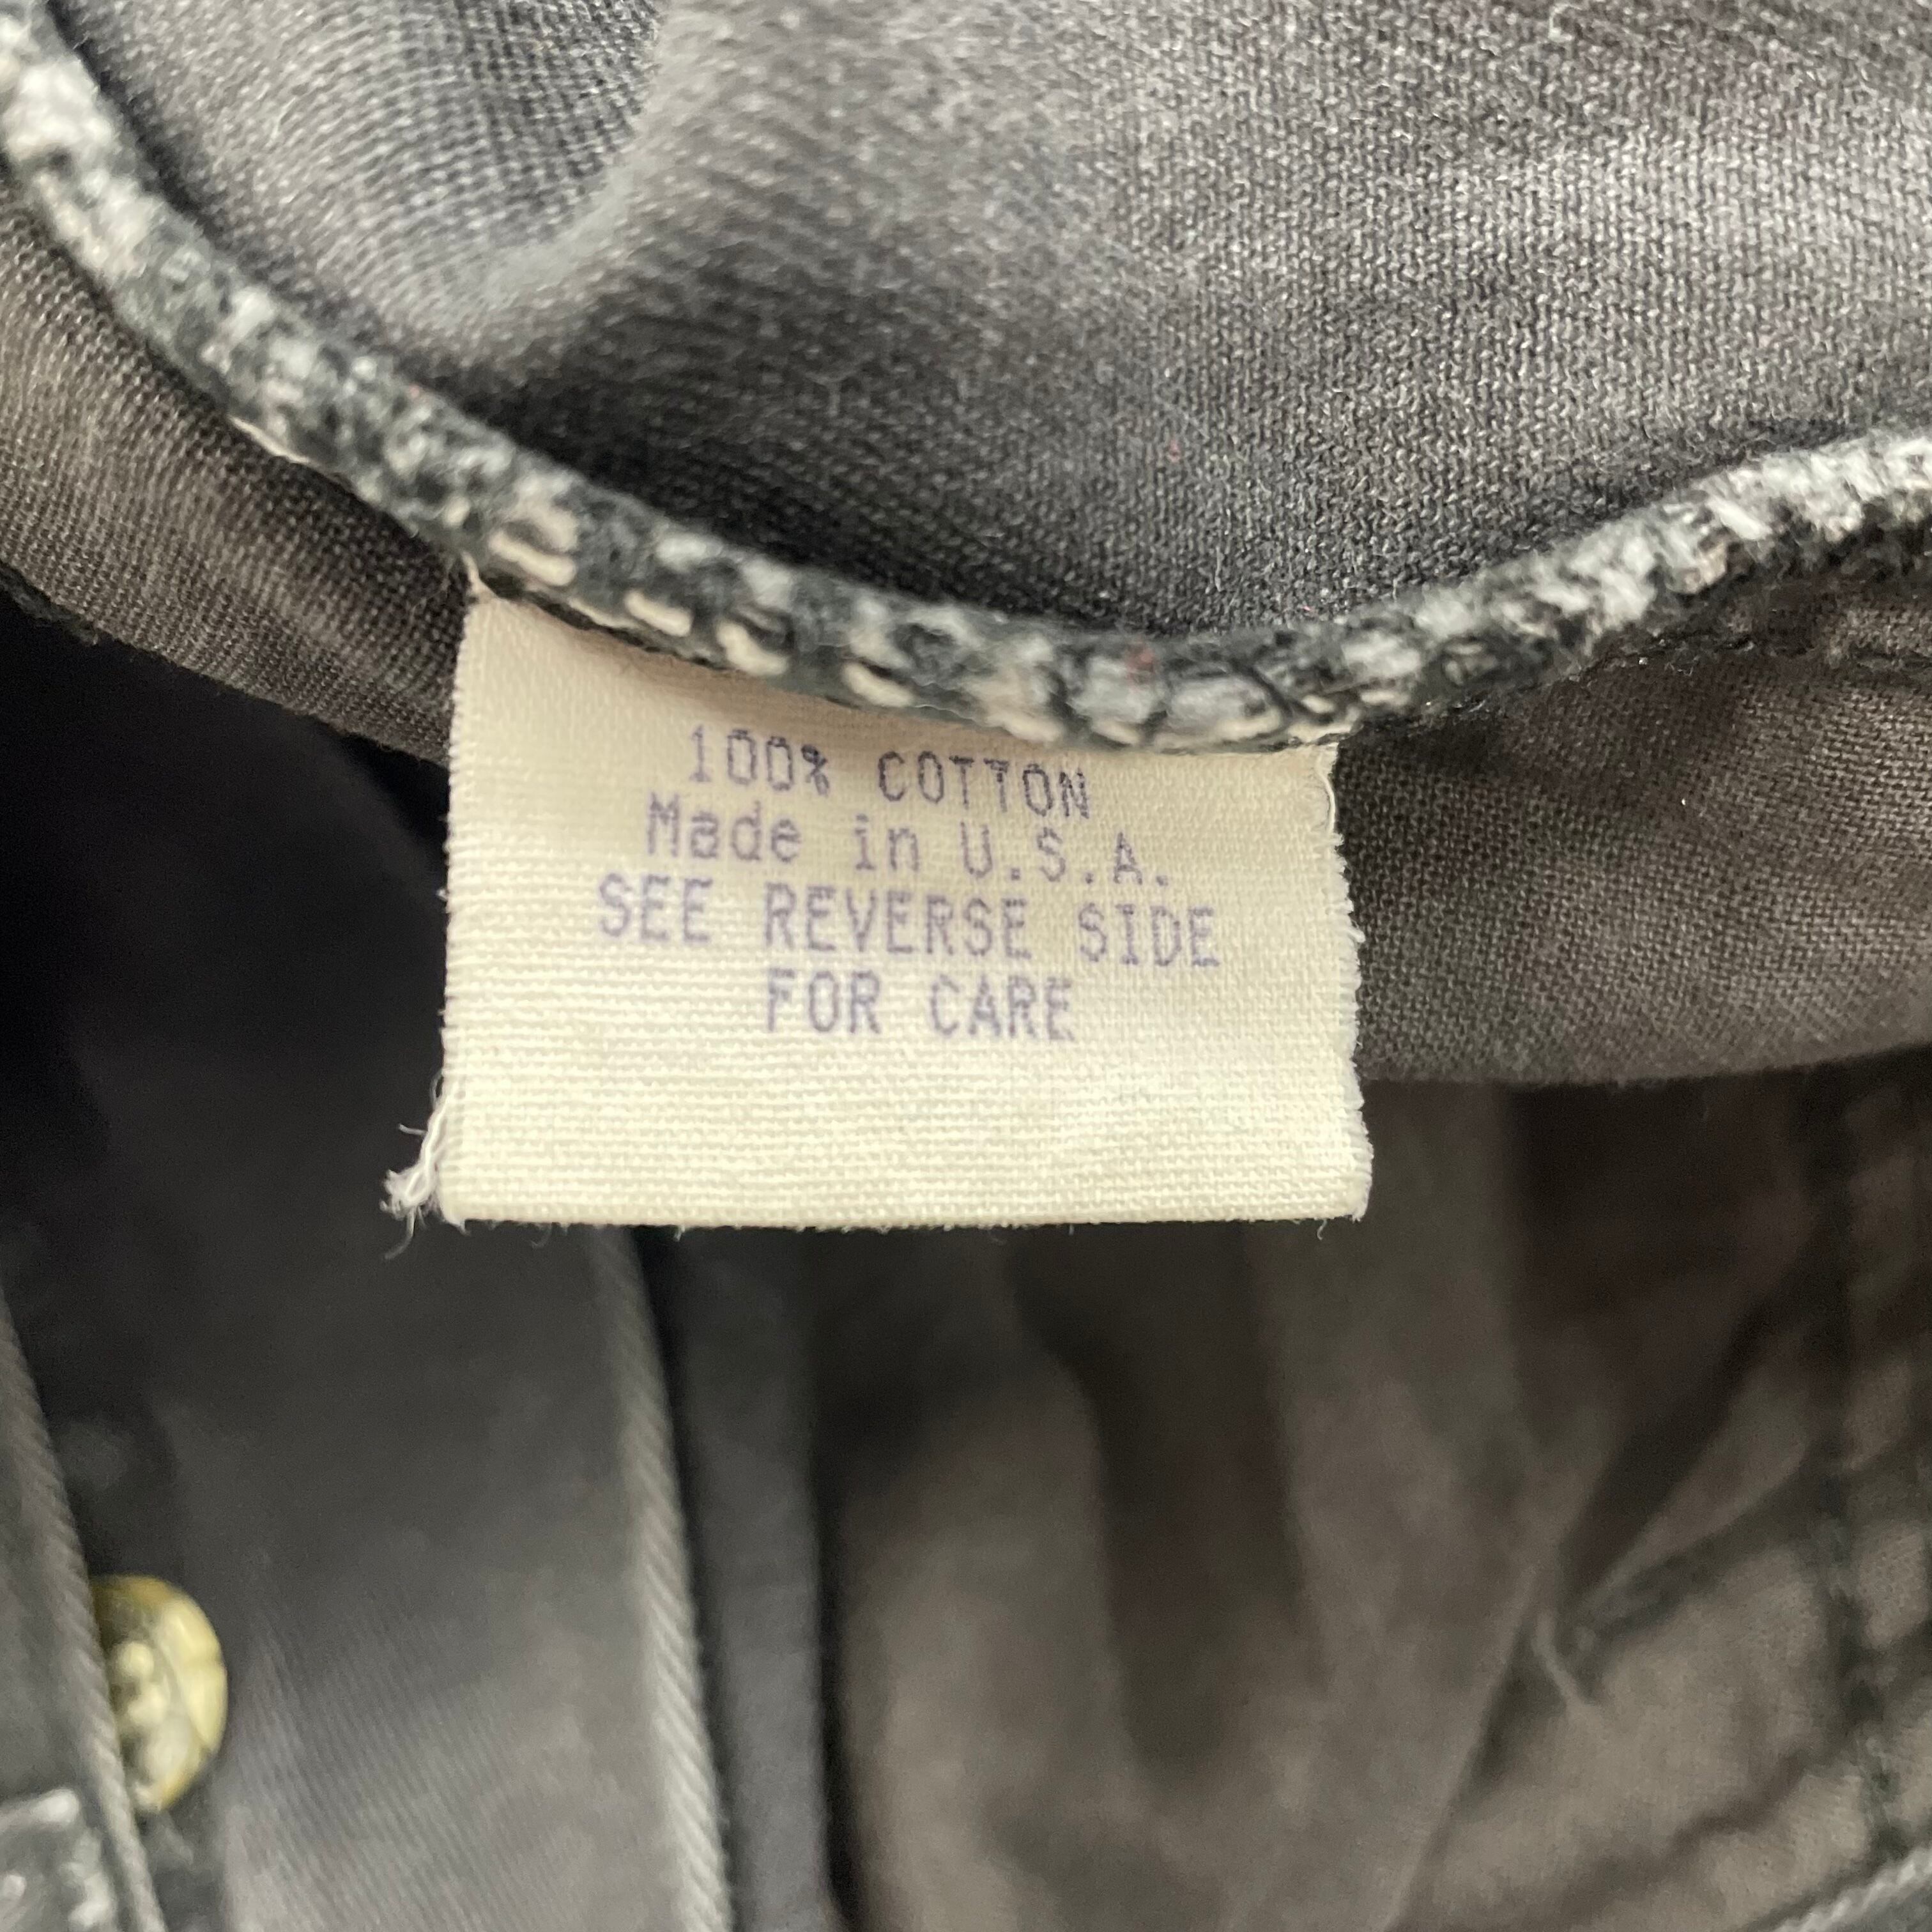 100% COTTON
Made in U.S.A.
SEE REVERSE SIDE
FOR CARE